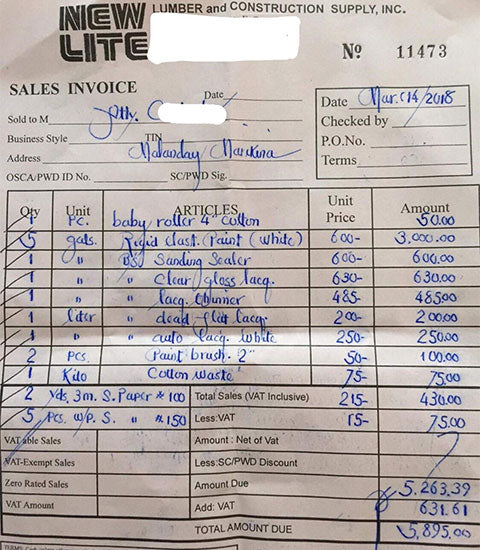 NEW LITE LUMBER and CONSTRUCTION SUPPLY, INC.
Nº 11473
SALES INVOICE
Date
Date Mar. 14/2018
Sold to M Atty.
Checked by
Business Style TIN
P.O.No.
Address Malanday Marikina
Terms
OSCA/PWD ID No. SC/PWD Sig.
Qty Unit ARTICLES Unit Price Amount
1 Pc. baby roller 4" cotton 50.00
5 gals. Rigid elast. Paint (white) 600- 3,000.00
1 " BSJ Sanding Sealer 600- 600.00
1 " " clear gloss lacq. 630- 630.00
1 " " lacq. thinner 485- 485.00
1 liter " dead flat lacq. 200- 200.00
1 " " auto lacq. white 250- 250.00
2 pcs. Paint brush 2" 50- 100.00
1 Kilo Cotton waste 75- 75.00
2 yds. 3m. S. Paper # 100 Total Sales (VAT Inclusive) 215- 430.00
5 pcs. w/p. S. " #150 Less:VAT 15- 75.00
VATable Sales Amount : Net of Vat
VAT-Exempt Sales Less:SC/PWD Discount
Zero Rated Sales Amount Due 5,263.39
VAT Amount Add: VAT 631.61
TOTAL AMOUNT DUE 5,895.00